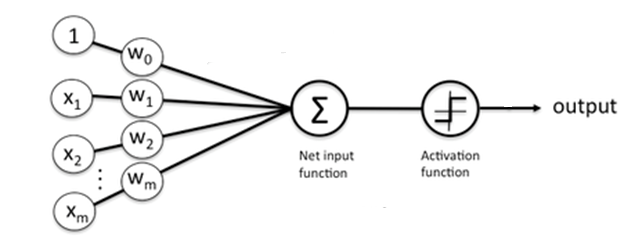 1
w0
x1
w1
x2
w2
⋮
wm
xm
Σ
Net input
function
Activation
function
output